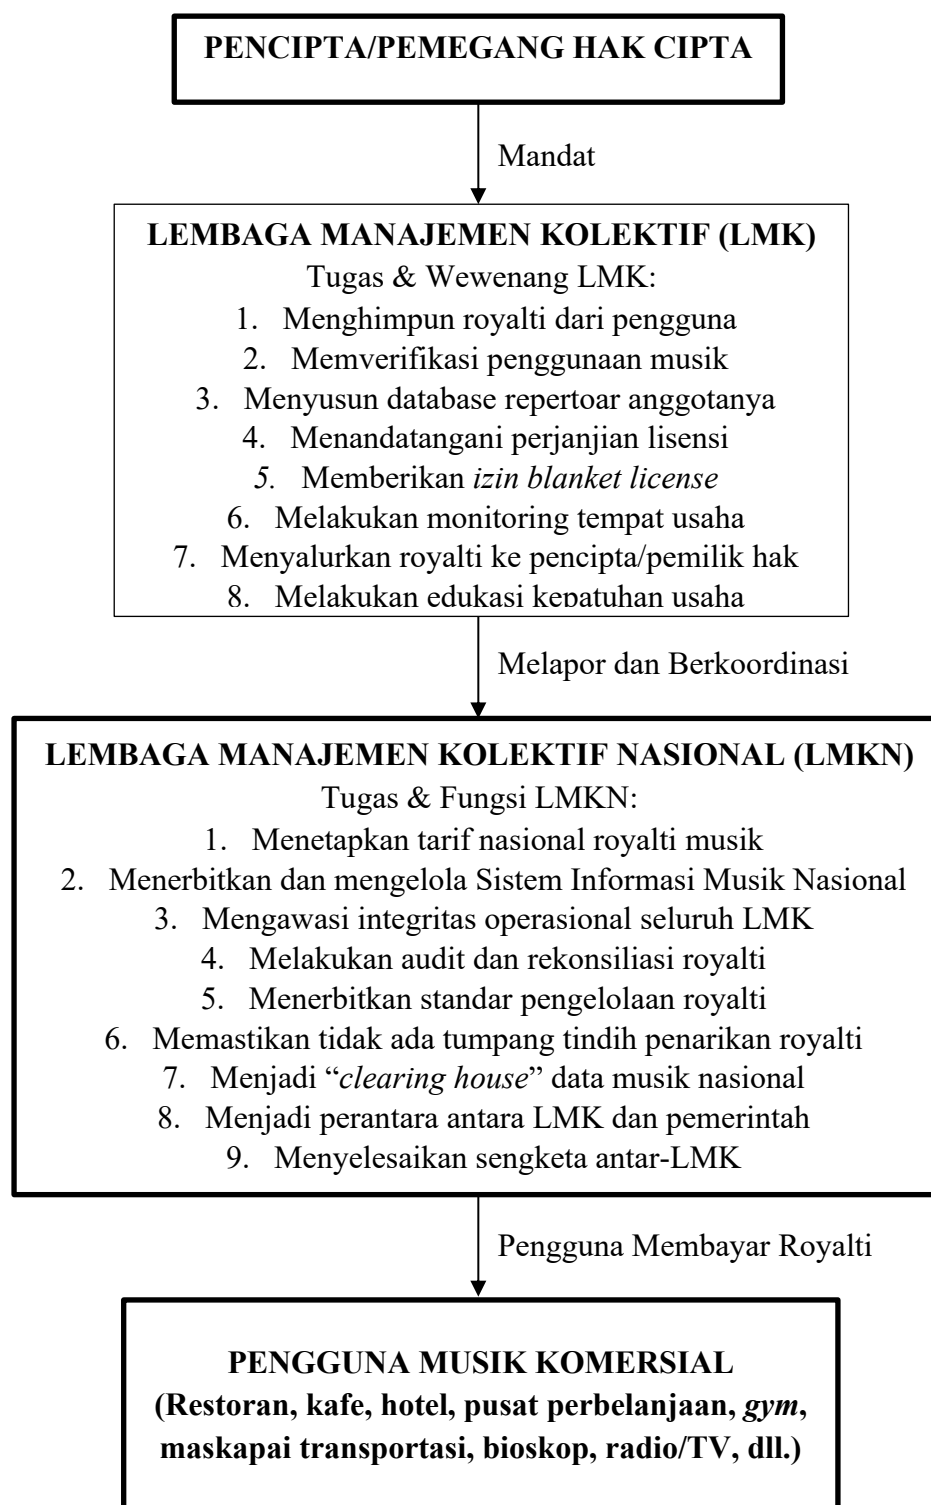 PENCIPTA/PEMEGANG HAK CIPTA
Mandat
LEMBAGA MANAJEMEN KOLEKTIF (LMK)
Tugas & Wewenang LMK:
1. Menghimpun royalti dari pengguna
2. Memverifikasi penggunaan musik
3. Menyusun database repertoar anggotanya
4. Menandatangani perjanjian lisensi
5. Memberikan izin blanket license
6. Melakukan monitoring tempat usaha
7. Menyalurkan royalti ke pencipta/pemilik hak
8. Melakukan edukasi kepatuhan usaha
Melapor dan Berkoordinasi
LEMBAGA MANAJEMEN KOLEKTIF NASIONAL (LMKN)
Tugas & Fungsi LMKN:
1. Menetapkan tarif nasional royalti musik
2. Menerbitkan dan mengelola Sistem Informasi Musik Nasional
3. Mengawasi integritas operasional seluruh LMK
4. Melakukan audit dan rekonsiliasi royalti
5. Menerbitkan standar pengelolaan royalti
6. Memastikan tidak ada tumpang tindih penarikan royalti
7. Menjadi “clearing house” data musik nasional
8. Menjadi perantara antara LMK dan pemerintah
9. Menyelesaikan sengketa antar-LMK
Pengguna Membayar Royalti
PENGGUNA MUSIK KOMERSIAL
(Restoran, kafe, hotel, pusat perbelanjaan, gym,
maskapai transportasi, bioskop, radio/TV, dll.)